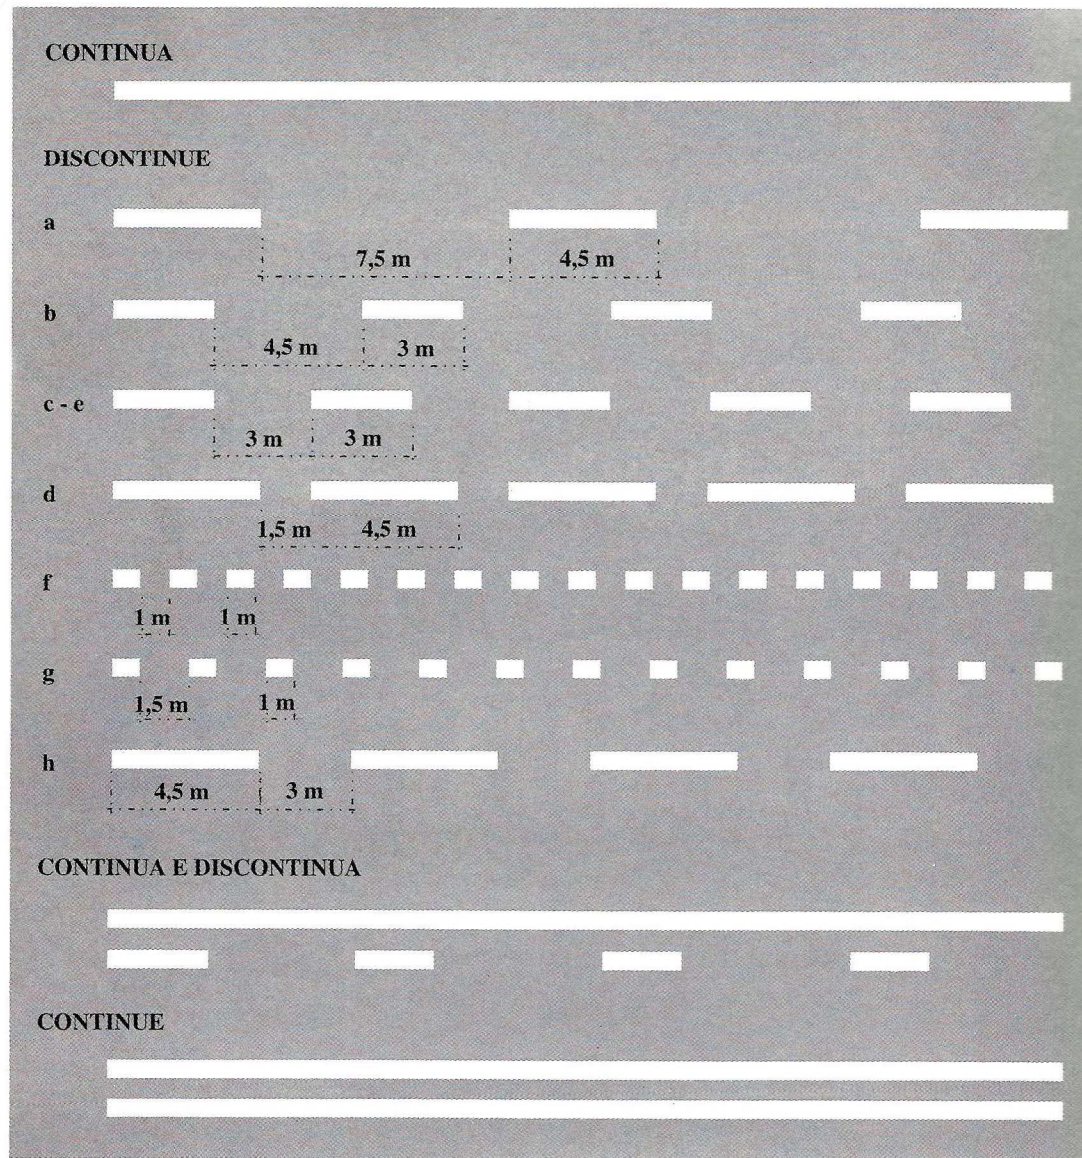 CONTINUA
DISCONTINUE
a
7,5 m 4,5 m
b
4,5 m 3 m
c - e
3 m 3 m
d
1,5 m 4,5 m
f
1 m 1 m
g
1,5 m 1 m
h
4,5 m 3 m
CONTINUA E DISCONTINUA
CONTINUE